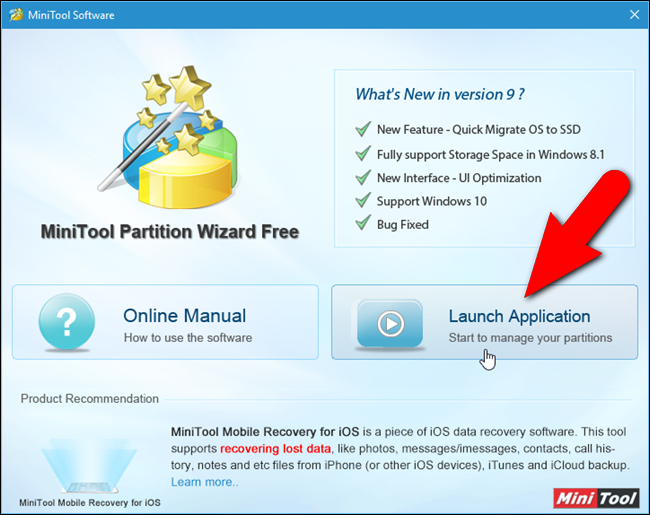 MiniTool Software
What's New in version 9 ?
New Feature - Quick Migrate OS to SSD
Fully support Storage Space in Windows 8.1
New Interface - UI Optimization
Support Windows 10
Bug Fixed
MiniTool Partition Wizard Free
?
Online Manual
How to use the software
Launch Application
Start to manage your partitions
Product Recommendation
MiniTool Mobile Recovery for iOS is a piece of iOS data recovery software. This tool
supports recovering lost data, like photos, messages/imessages, contacts, call his-
tory, notes and etc files from iPhone (or other iOS devices), iTunes and iCloud backup.
Learn more..
MiniTool Mobile Recovery for iOS
Mini Tool